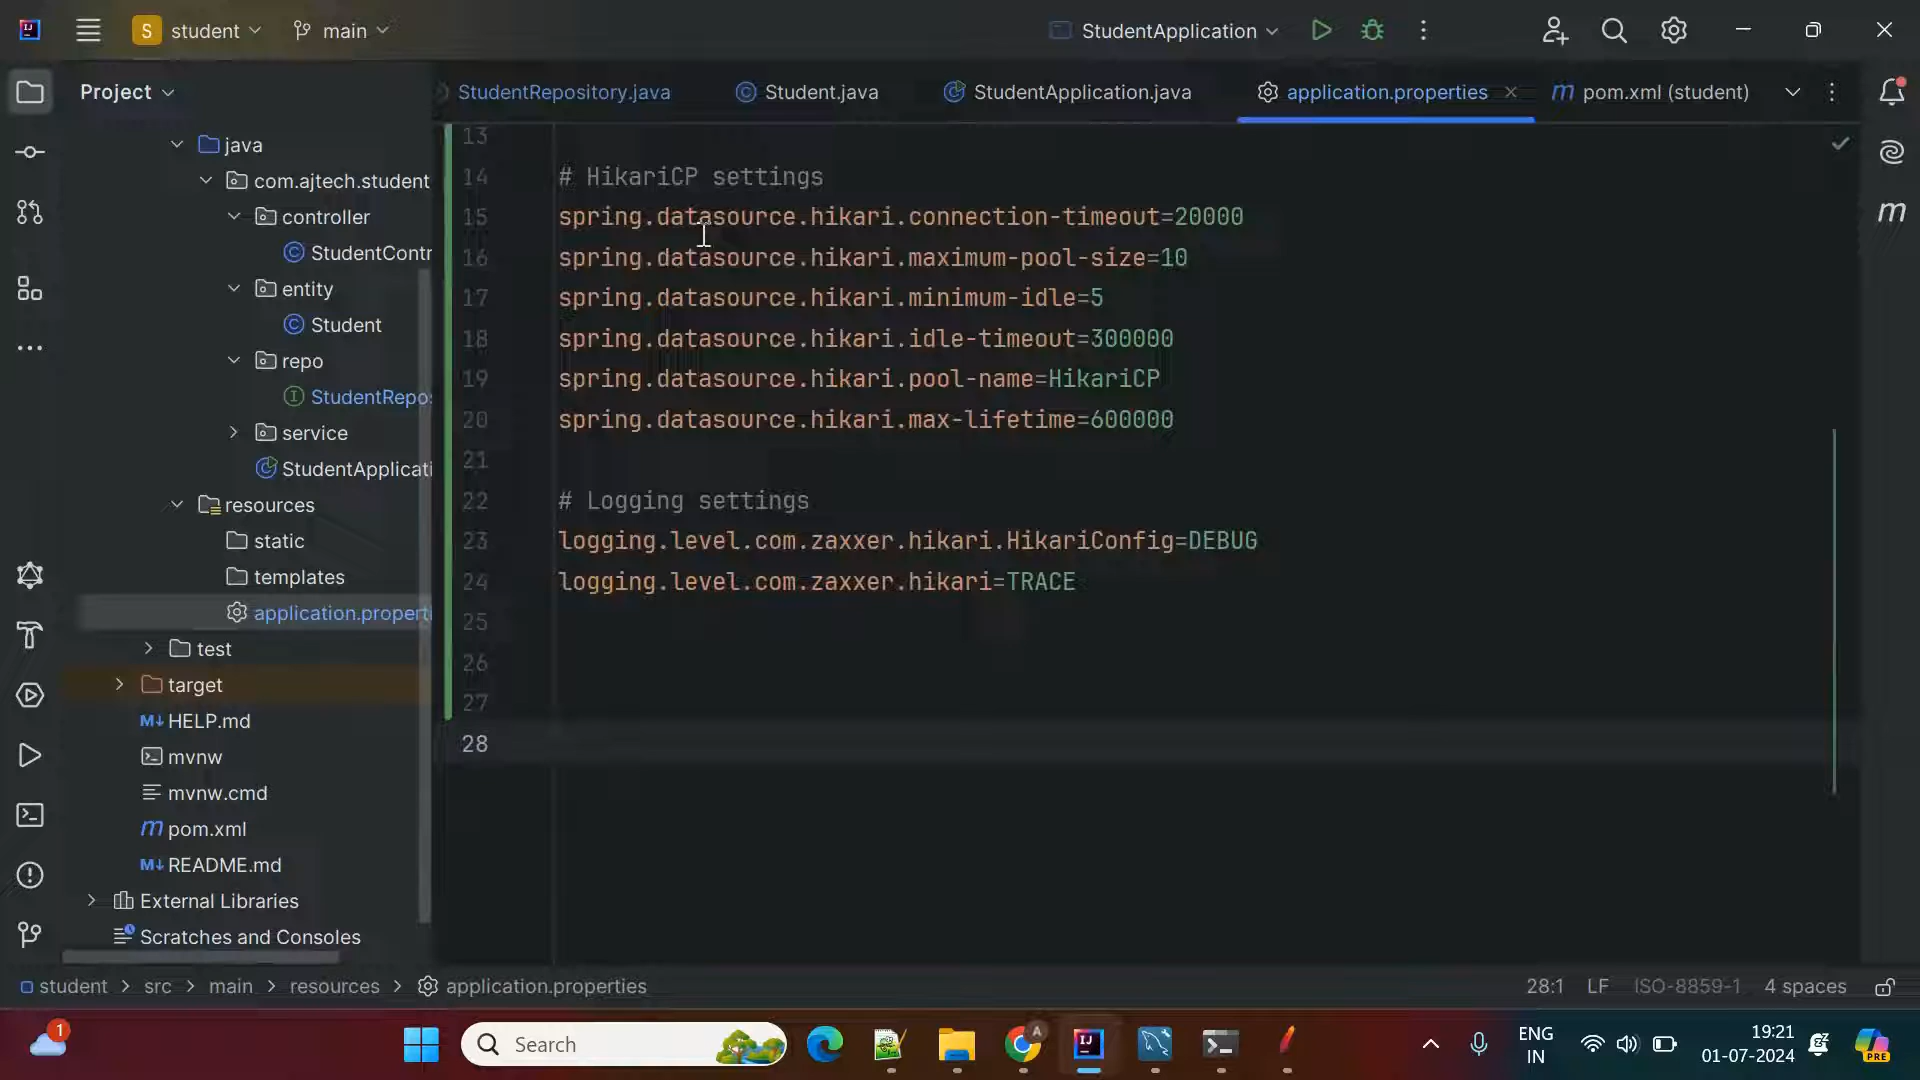 S student main StudentApplication
Project
StudentRepository.java Student.java StudentApplication.java application.properties pom.xml (student)
java
com.ajtech.student
controller
StudentContr
entity
Student
repo
StudentRepo
service
StudentApplicati
resources
static
templates
application.propert
test
target
HELP.md
mvnw
mvnw.cmd
pom.xml
README.md
External Libraries
Scratches and Consoles
13
14 # HikariCP settings
15 spring.datasource.hikari.connection-timeout=20000
16 spring.datasource.hikari.maximum-pool-size=10
17 spring.datasource.hikari.minimum-idle=5
18 spring.datasource.hikari.idle-timeout=300000
19 spring.datasource.hikari.pool-name=HikariCP
20 spring.datasource.hikari.max-lifetime=600000
21
22 # Logging settings
23 logging.level.com.zaxxer.hikari.HikariConfig=DEBUG
24 logging.level.com.zaxxer.hikari=TRACE
25
26
27
28
student > src > main > resources > application.properties 28:1 LF ISO-8859-1 4 spaces
1 Search ENG IN 19:21 01-07-2024 PRE